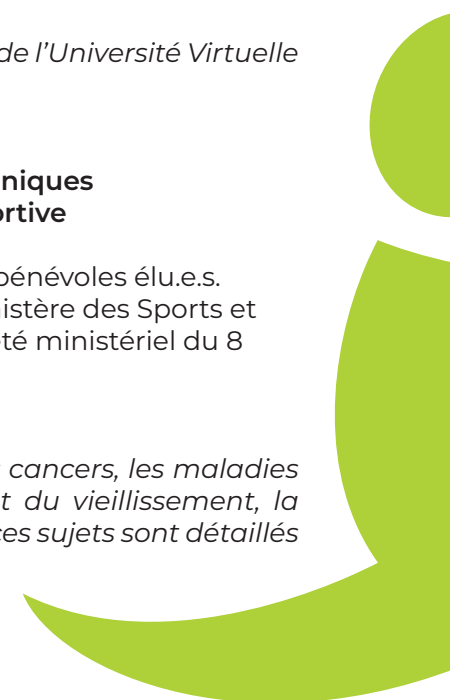 de l’Université Virtuelle
niques
ortive
bénévoles élu.e.s.
istère des Sports et
té ministériel du 8
cancers, les maladies
t du vieillissement, la
ces sujets sont détaillés